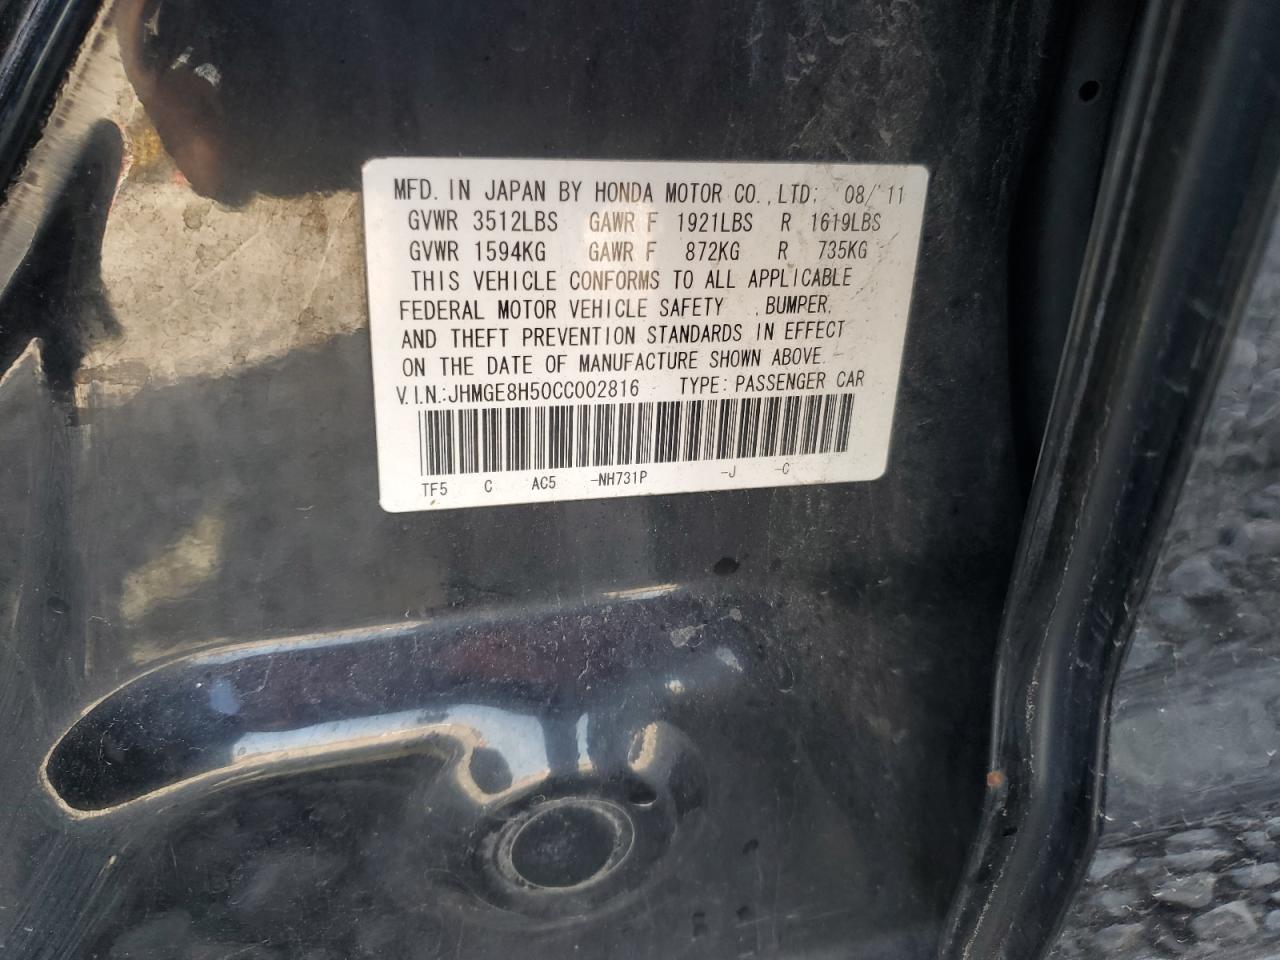 MFD. IN JAPAN BY HONDA MOTOR CO., LTD; 08/'11
GVWR 3512LBS GAWR F 1921LBS R 1619LBS
GVWR 1594KG GAWR F 872KG R 735KG
THIS VEHICLE CONFORMS TO ALL APPLICABLE
FEDERAL MOTOR VEHICLE SAFETY , BUMPER,
AND THEFT PREVENTION STANDARDS IN EFFECT
ON THE DATE OF MANUFACTURE SHOWN ABOVE.
V.I.N.:JHMGE8H50CC002816 TYPE: PASSENGER CAR
TF5 C AC5 -NH731P -J -C